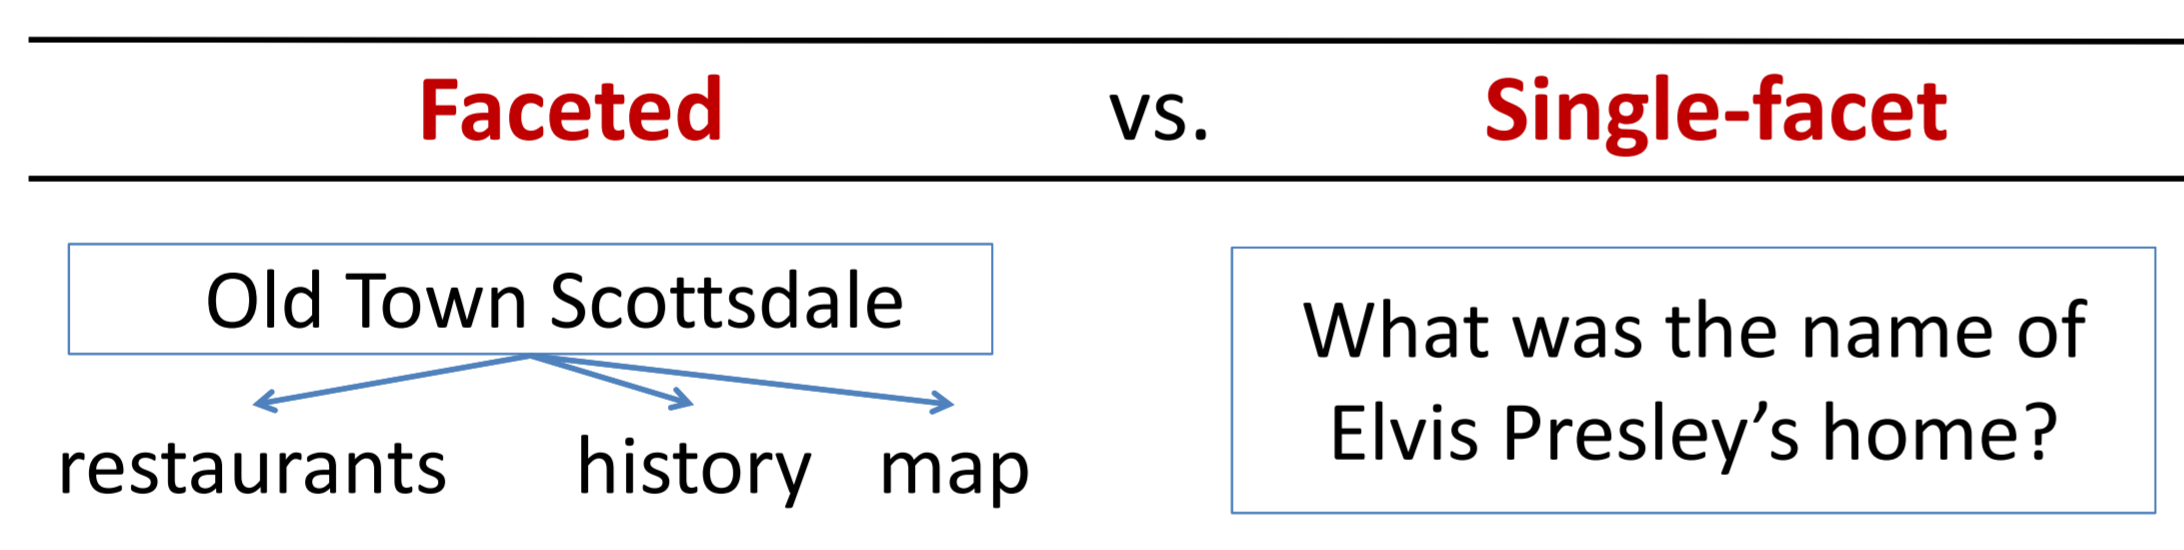 Faceted vs. Single-facet
Old Town Scottsdale
restaurants history map
What was the name of
Elvis Presley’s home?